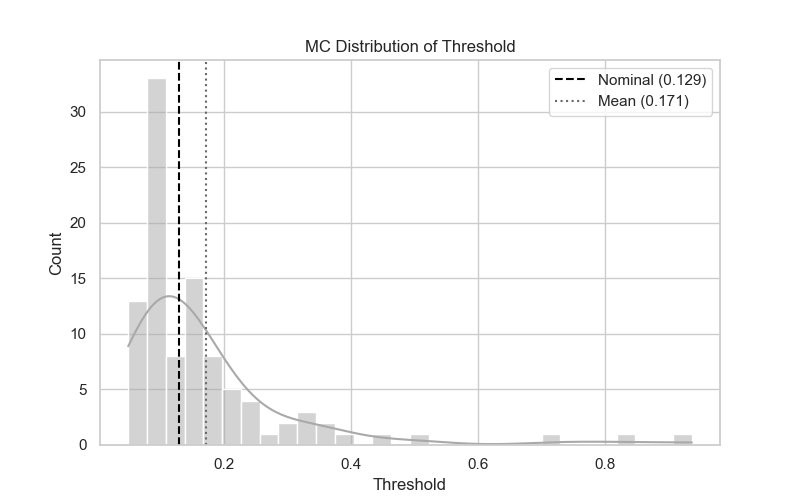 MC Distribution of Threshold
Nominal (0.129)
Mean (0.171)
Count
30
25
20
15
10
5
0
0.2
0.4
0.6
0.8
Threshold